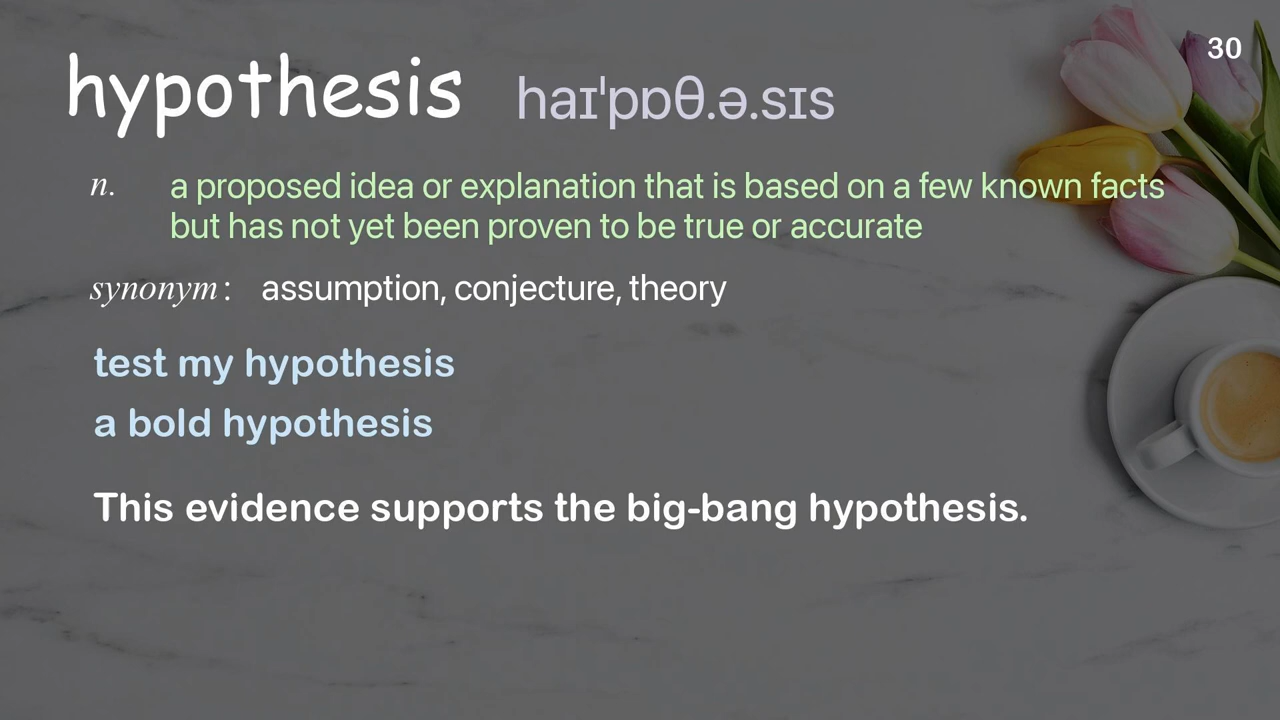 30
hypothesis haɪˈpɒθ.ə.sɪs
n. a proposed idea or explanation that is based on a few known facts
but has not yet been proven to be true or accurate
synonym: assumption, conjecture, theory
test my hypothesis
a bold hypothesis
This evidence supports the big-bang hypothesis.